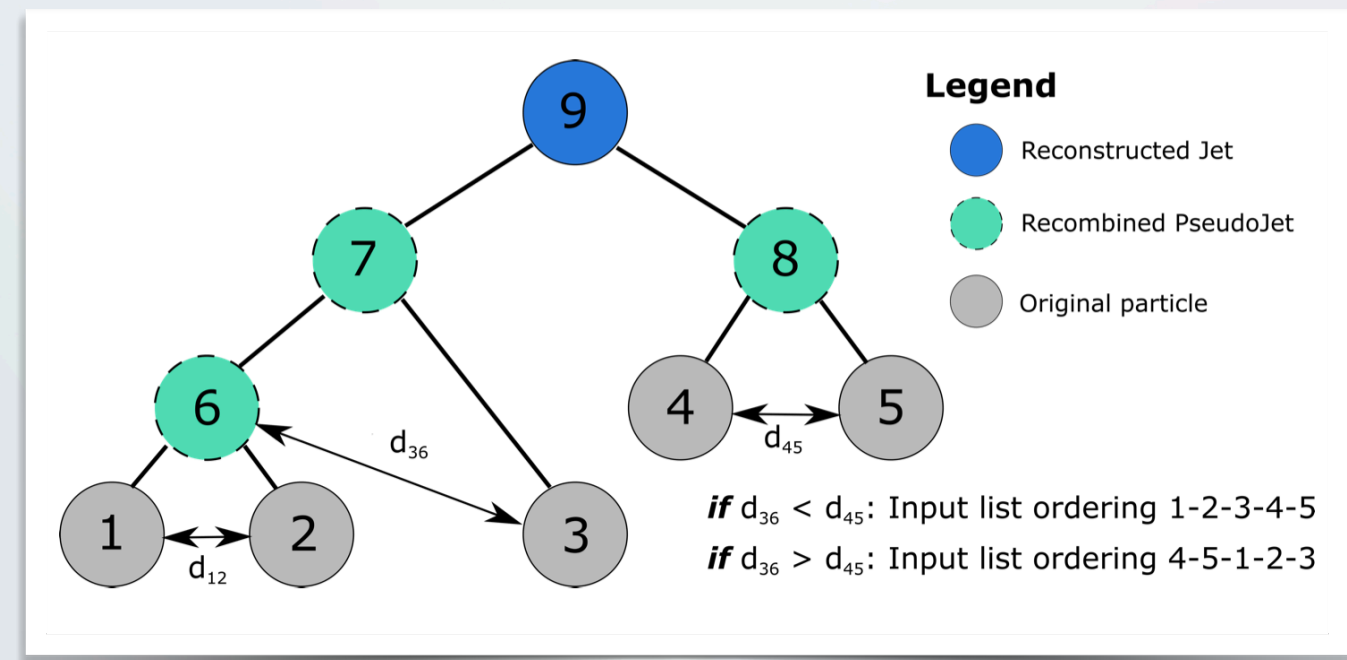 9
Legend
Reconstructed Jet
7
8
Recombined PseudoJet
Original particle
6
4
5
d₃₆
d₄₅
1
2
3
d₁₂
if d₃₆ < d₄₅: Input list ordering 1-2-3-4-5
if d₃₆ > d₄₅: Input list ordering 4-5-1-2-3